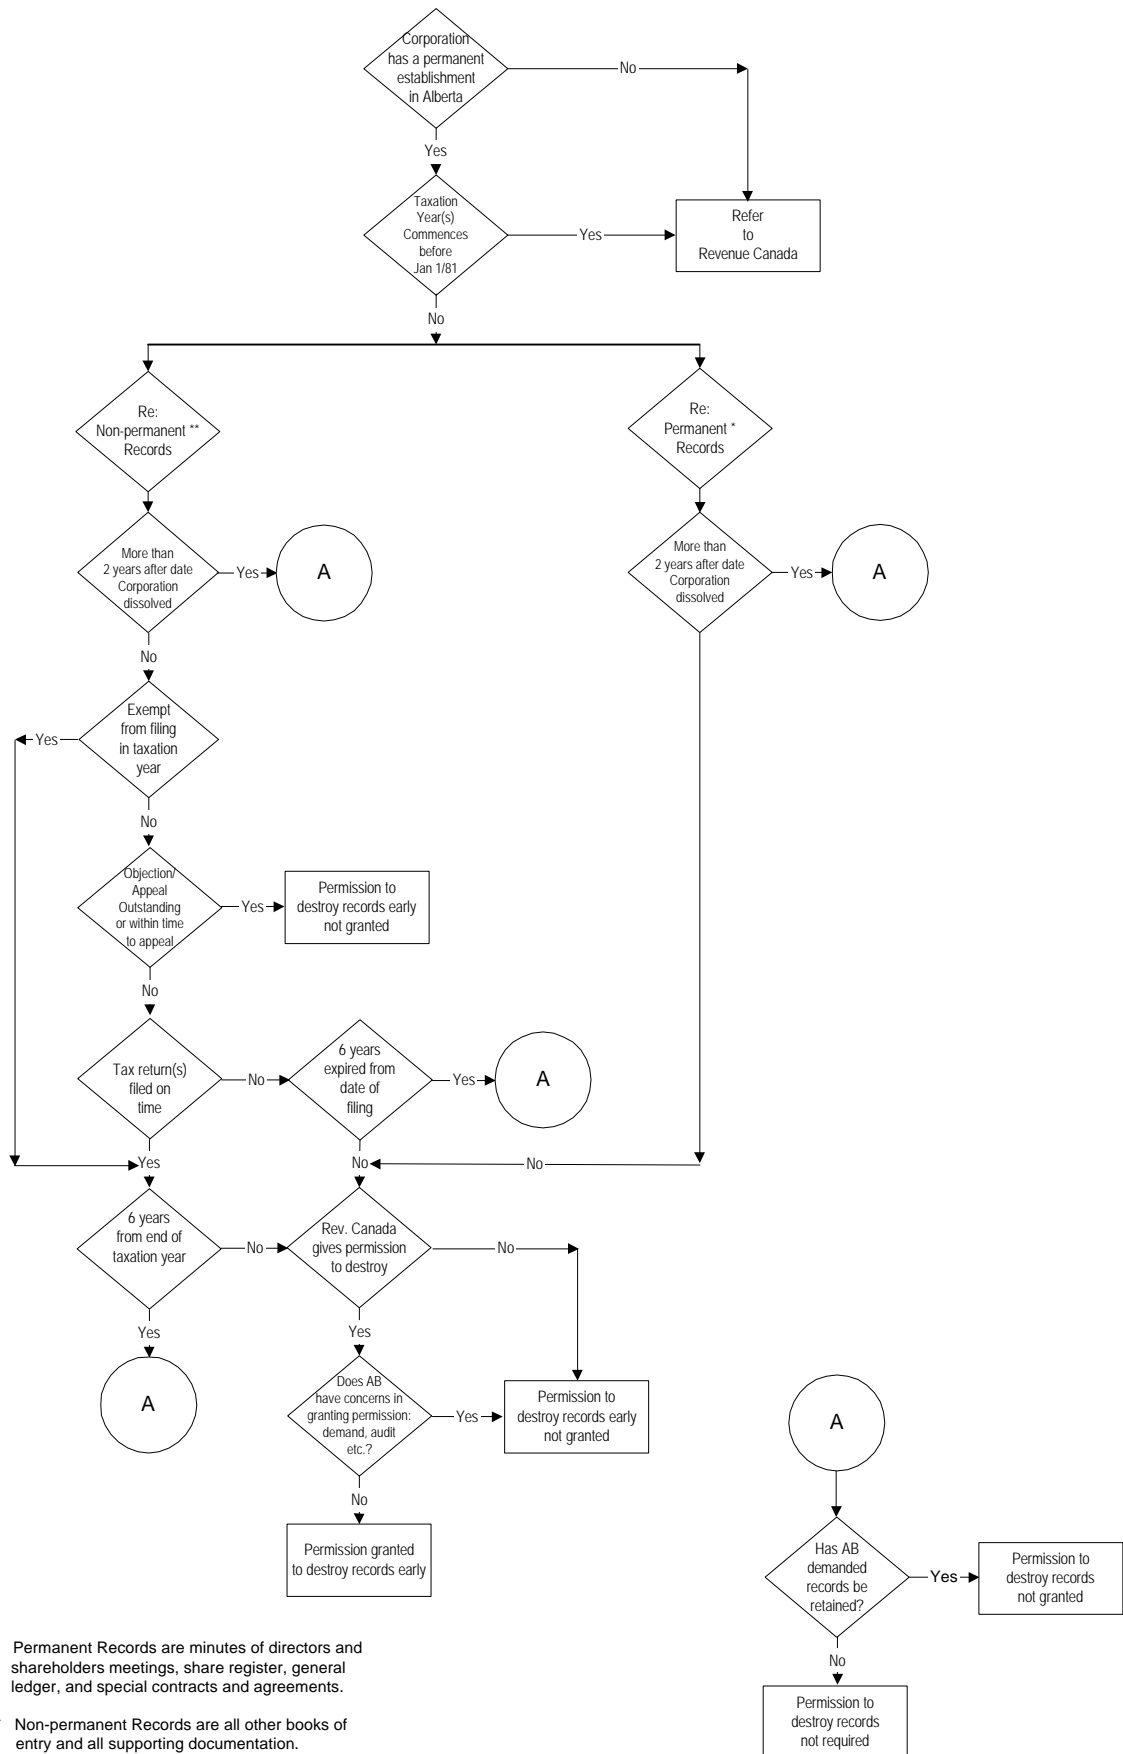 Corporation
has a permanent
establishment
in Alberta
No
Yes
Taxation
Year(s)
Commences
before
Jan 1/81
Yes
Refer
to
Revenue Canada
No
Re:
Non-permanent **
Records
Re:
Permanent *
Records
More than
2 years after date
Corporation
dissolved
Yes
A
More than
2 years after date
Corporation
dissolved
Yes
A
No
Exempt
from filing
in taxation
year
Yes
No
Objection/
Appeal
Outstanding
or within time
to appeal
Yes
Permission to
destroy records early
not granted
No
Tax return(s)
filed on
time
No
6 years
expired from
date of
filing
Yes
A
Yes
No
No
6 years
from end of
taxation year
No
Rev. Canada
gives permission
to destroy
No
Yes
Yes
A
Does AB
have concerns in
granting permission:
demand, audit
etc.?
Yes
Permission to
destroy records early
not granted
No
Permission granted
to destroy records early
A
Has AB
demanded
records be
retained?
Yes
Permission to
destroy records
not granted
No
Permission to
destroy records
not required
Permanent Records are minutes of directors and
shareholders meetings, share register, general
ledger, and special contracts and agreements.
Non-permanent Records are all other books of
entry and all supporting documentation.